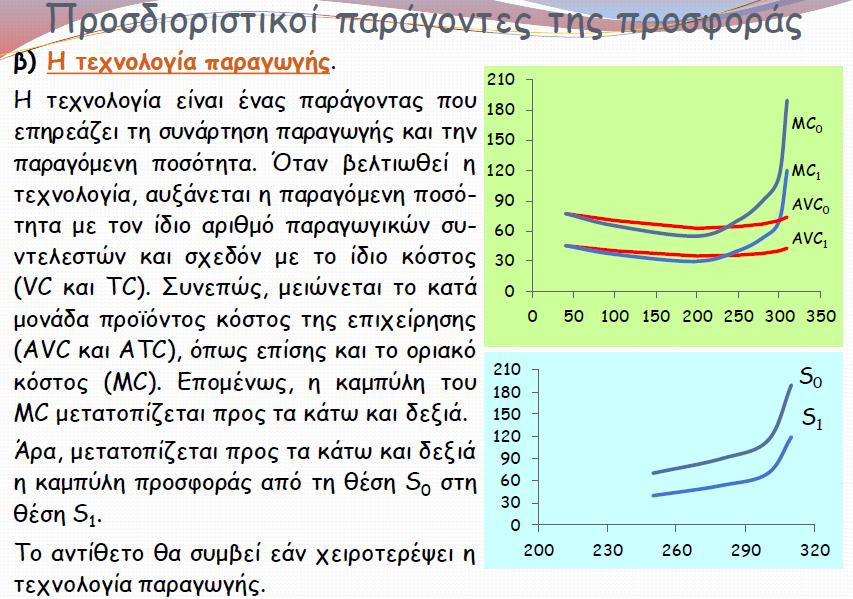 Προσδιοριστικοί παράγοντες της προσφοράς
β) Η τεχνολογία παραγωγής.
Η τεχνολογία είναι ένας παράγοντας που
επηρεάζει τη συνάρτηση παραγωγής και την
παραγόμενη ποσότητα. Όταν βελτιωθεί η
τεχνολογία, αυξάνεται η παραγόμενη ποσό-
τητα με τον ίδιο αριθμό παραγωγικών συ-
ντελεστών και σχεδόν με το ίδιο κόστος
(VC και TC). Συνεπώς, μειώνεται το κατά
μονάδα προϊόντος κόστος της επιχείρησης
(AVC και ATC), όπως επίσης και το οριακό
κόστος (MC). Επομένως, η καμπύλη του
MC μετατοπίζεται προς τα κάτω και δεξιά.
Άρα, μετατοπίζεται προς τα κάτω και δεξιά
η καμπύλη προσφοράς από τη θέση S0 στη
θέση S1.
Το αντίθετο θα συμβεί εάν χειροτερέψει η
τεχνολογία παραγωγής.
210
180
150
120
90
60
30
0
0 50 100 150 200 250 300 350
MC0
MC1
AVC0
AVC1
210
180
150
120
90
60
30
0
200 230 260 290 320
S0
S1